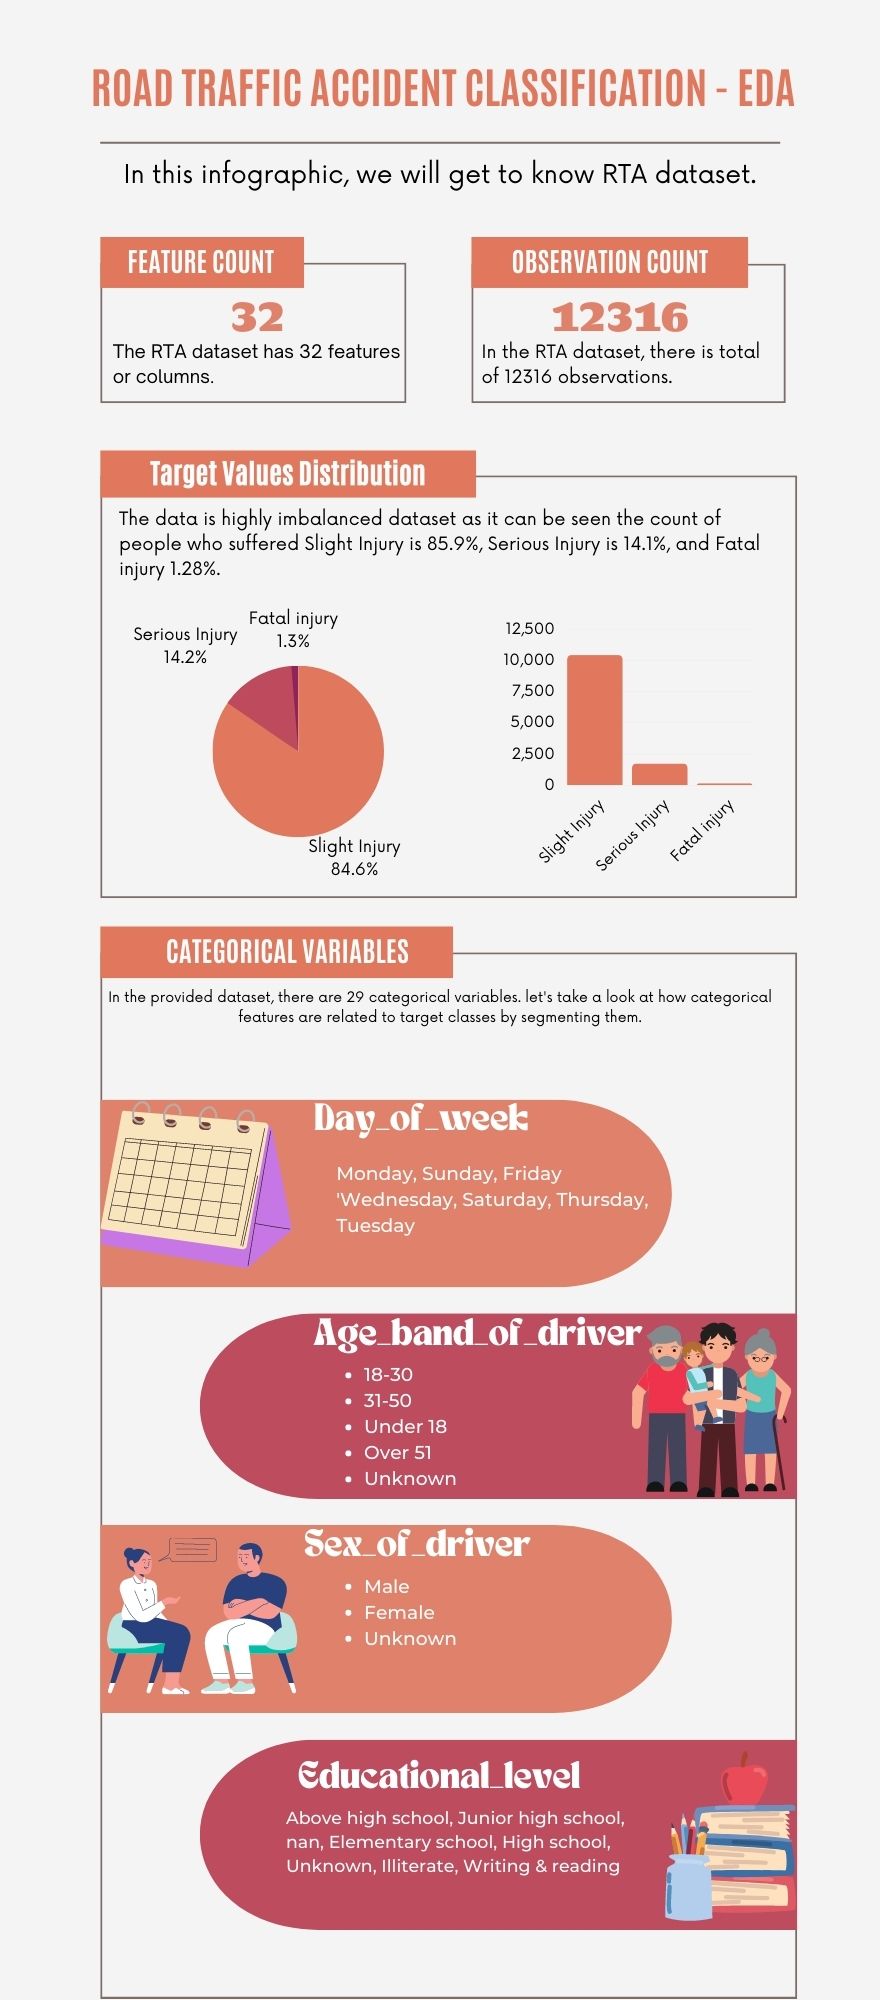 ROAD TRAFFIC ACCIDENT CLASSIFICATION - EDA
In this infographic, we will get to know RTA dataset.
FEATURE COUNT
32
The RTA dataset has 32 features
or columns.
OBSERVATION COUNT
12316
In the RTA dataset, there is total
of 12316 observations.
Target Values Distribution
The data is highly imbalanced dataset as it can be seen the count of
people who suffered Slight Injury is 85.9%, Serious Injury is 14.1%, and Fatal
injury 1.28%.
Fatal injury
1.3%
Serious Injury
14.2%
Slight Injury
84.6%
12,500
10,000
7,500
5,000
2,500
0
Slight Injury
Serious Injury
Fatal injury
CATEGORICAL VARIABLES
In the provided dataset, there are 29 categorical variables. let's take a look at how categorical
features are related to target classes by segmenting them.
Day_of_week
Monday, Sunday, Friday
'Wednesday, Saturday, Thursday,
Tuesday
Age_band_of_driver
• 18-30
• 31-50
• Under 18
• Over 51
• Unknown
Sex_of_driver
• Male
• Female
• Unknown
Educational_level
Above high school, Junior high school,
nan, Elementary school, High school,
Unknown, Illiterate, Writing & reading